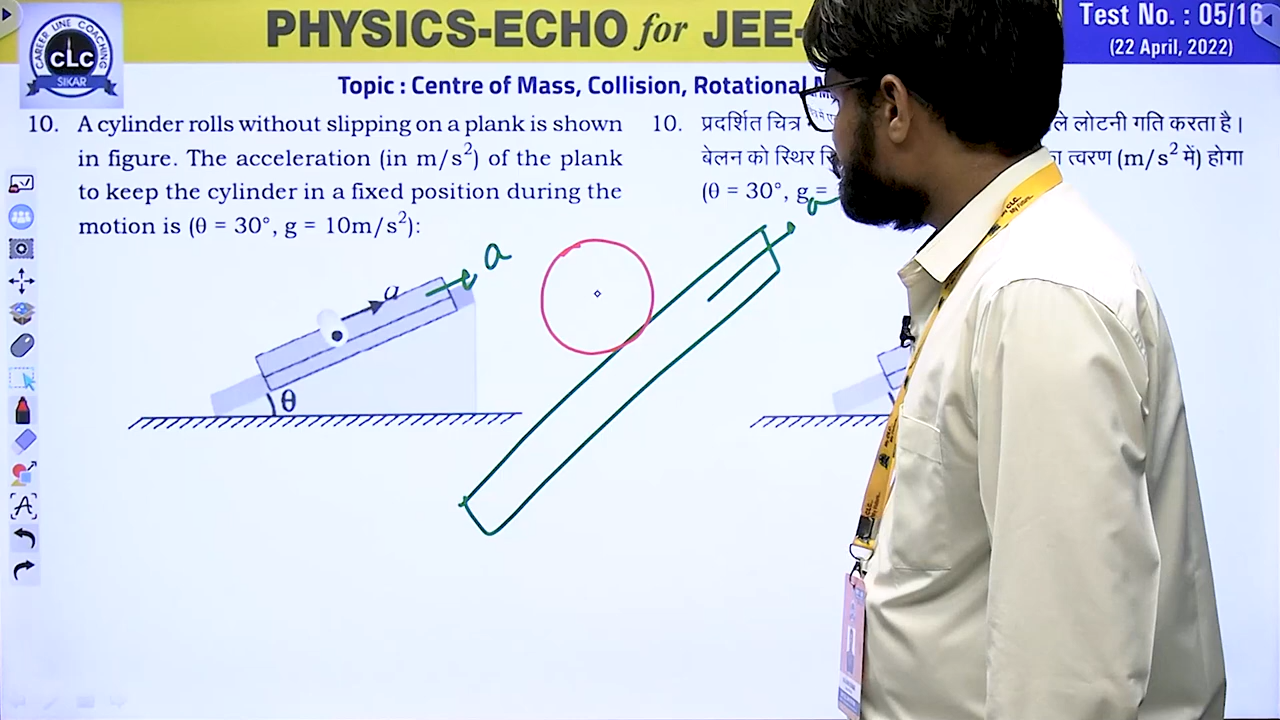 PHYSICS-ECHO for JEE-
Test No. : 05/16
(22 April, 2022)
CAREER LINE COACHING
CLC
SIKAR
Topic : Centre of Mass, Collision, Rotational
10. A cylinder rolls without slipping on a plank is shown
in figure. The acceleration (in m/s²) of the plank
to keep the cylinder in a fixed position during the
motion is (θ = 30°, g = 10m/s²):
a
a
θ
10. प्रदर्शित चित्र लोटनी गति करता है।
बेलन को स्थिर त्वरण (m/s² में) होगा
(θ = 30°, g =
a